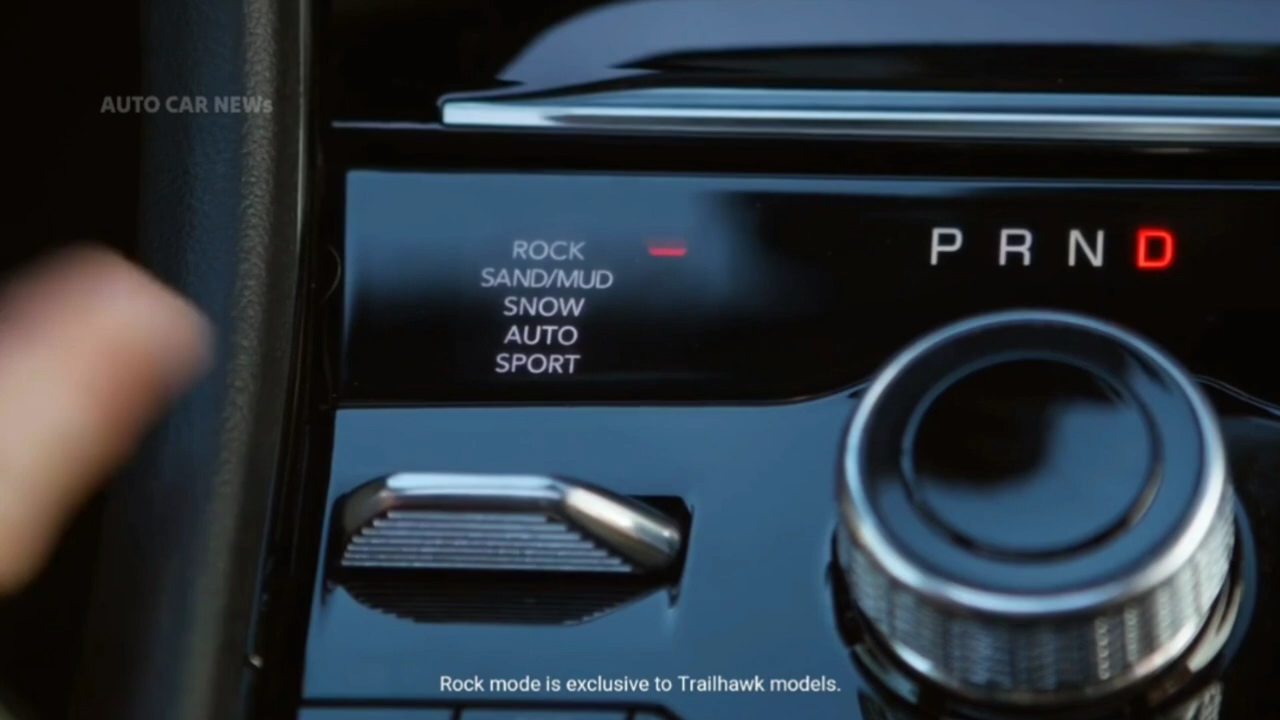 AUTO CAR NEWs
ROCK
SAND/MUD
SNOW
AUTO
SPORT
P R N D
Rock mode is exclusive to Trailhawk models.